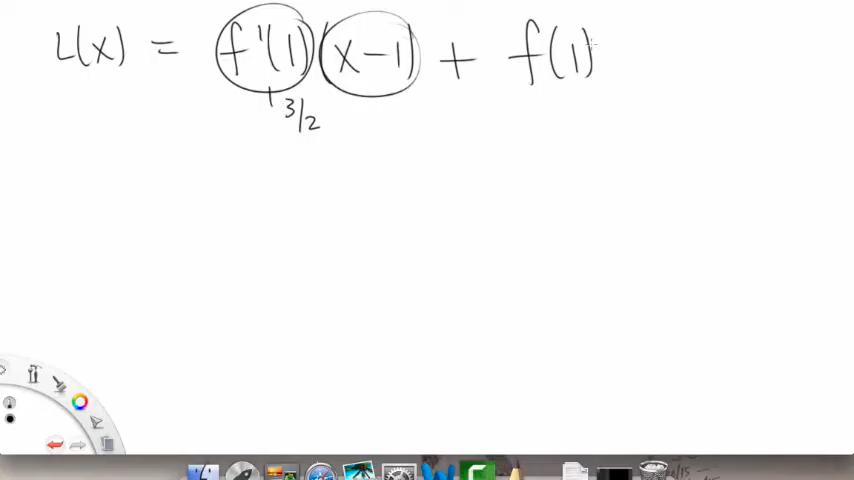 L(x) = f'(1)(x-1) + f(1)
3/2